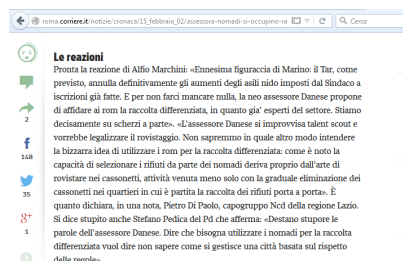 roma.corriere.it/notizie/cronaca/15_febbraio_02/assessora-nomadi-si-occupino-ra
Cerca
Le reazioni
Pronta la reazione di Alfio Marchini: «Ennesima figuraccia di Marino: il Tar, come
previsto, annulla definitivamente gli aumenti degli asili nido imposti dal Sindaco a
iscrizioni già fatte. E per non farci mancare nulla, la neo assessore Danese propone
di affidare ai rom la raccolta differenziata, in quanto gia' esperti del settore. Stiamo
decisamente su scherzi a parte». «L'assessore Danese si improvvisa talent scout e
vorrebbe legalizzare il rovistaggio. Non sapremmo in quale altro modo intendere
la bizzarra idea di utilizzare i rom per la raccolta differenziata: come è noto la
capacità di selezionare i rifiuti da parte dei nomadi deriva proprio dall'arte di
rovistare nei cassonetti, attività venuta meno solo con la graduale eliminazione dei
cassonetti nei quartieri in cui è partita la raccolta dei rifiuti porta a porta». È
quanto dichiara, in una nota, Pietro Di Paolo, capogruppo Ncd della regione Lazio.
Si dice stupito anche Stefano Pedica del Pd che afferma: «Destano stupore le
parole dell'assessore Danese. Dire che bisogna utilizzare i nomadi per la raccolta
differenziata vuol dire non sapere come si gestisce una città basata sul rispetto
delle regole».
2
148
35
1